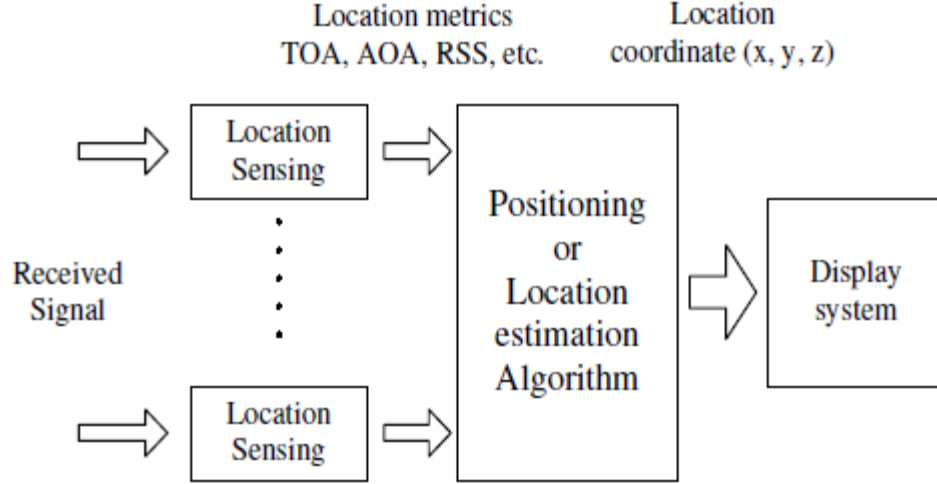 Location metrics
TOA, AOA, RSS, etc.
Location
coordinate (x, y, z)
Location
Sensing
Received
Signal
Location
Sensing
Positioning
or
Location
estimation
Algorithm
Display
system